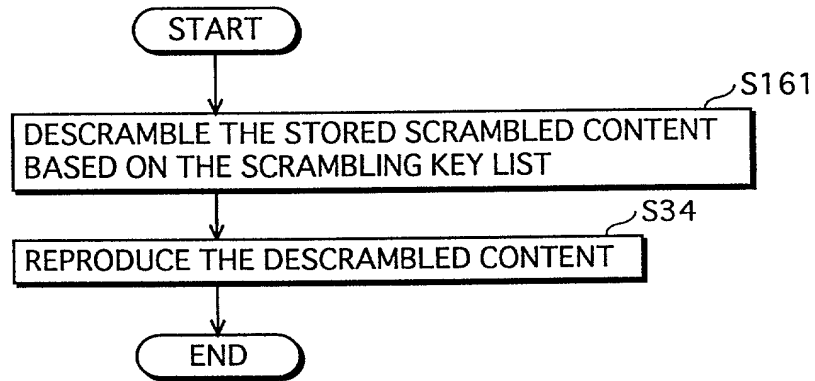 START
S161
DESCRAMBLE THE STORED SCRAMBLED CONTENT
BASED ON THE SCRAMBLING KEY LIST
S34
REPRODUCE THE DESCRAMBLED CONTENT
END